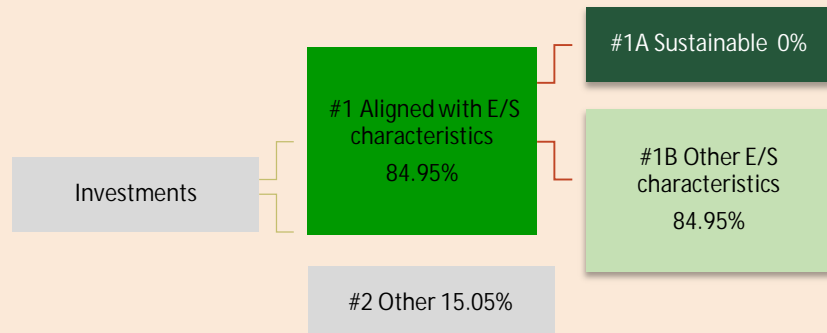 Investments
#1 Aligned with E/S
characteristics
84.95%
#2 Other 15.05%
#1A Sustainable 0%
#1B Other E/S
characteristics
84.95%